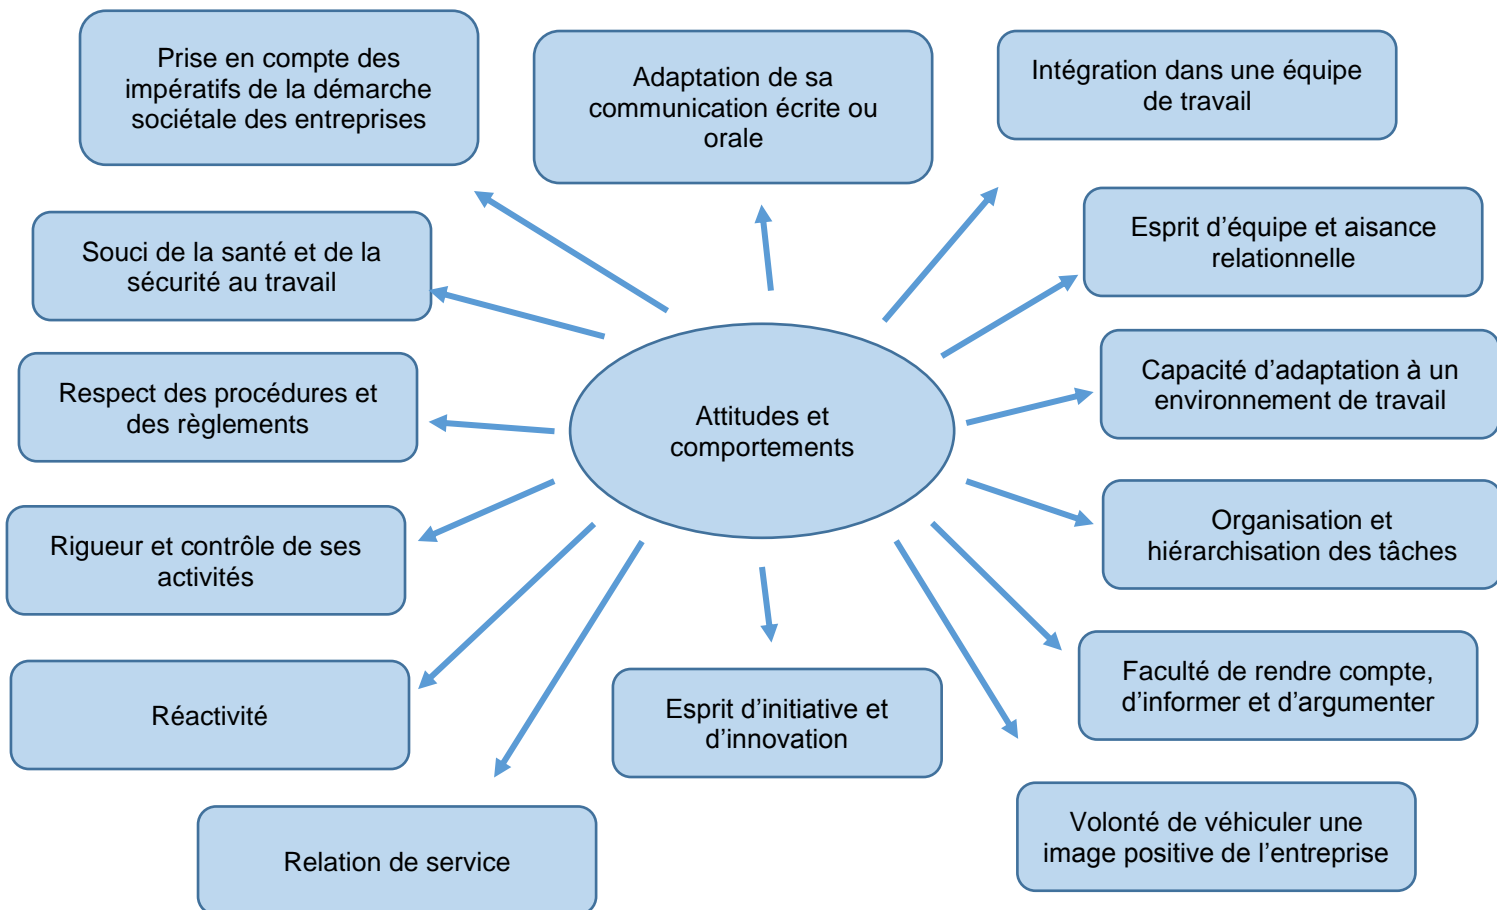 Prise en compte des
impératifs de la démarche
sociétale des entreprises
Adaptation de sa
communication écrite ou
orale
Intégration dans une équipe
de travail
Souci de la santé et de la
sécurité au travail
Esprit d’équipe et aisance
relationnelle
Respect des procédures et
des règlements
Attitudes et
comportements
Capacité d’adaptation à un
environnement de travail
Rigueur et contrôle de ses
activités
Organisation et
hiérarchisation des tâches
Réactivité
Esprit d’initiative et
d’innovation
Faculté de rendre compte,
d’informer et d’argumenter
Relation de service
Volonté de véhiculer une
image positive de l’entreprise